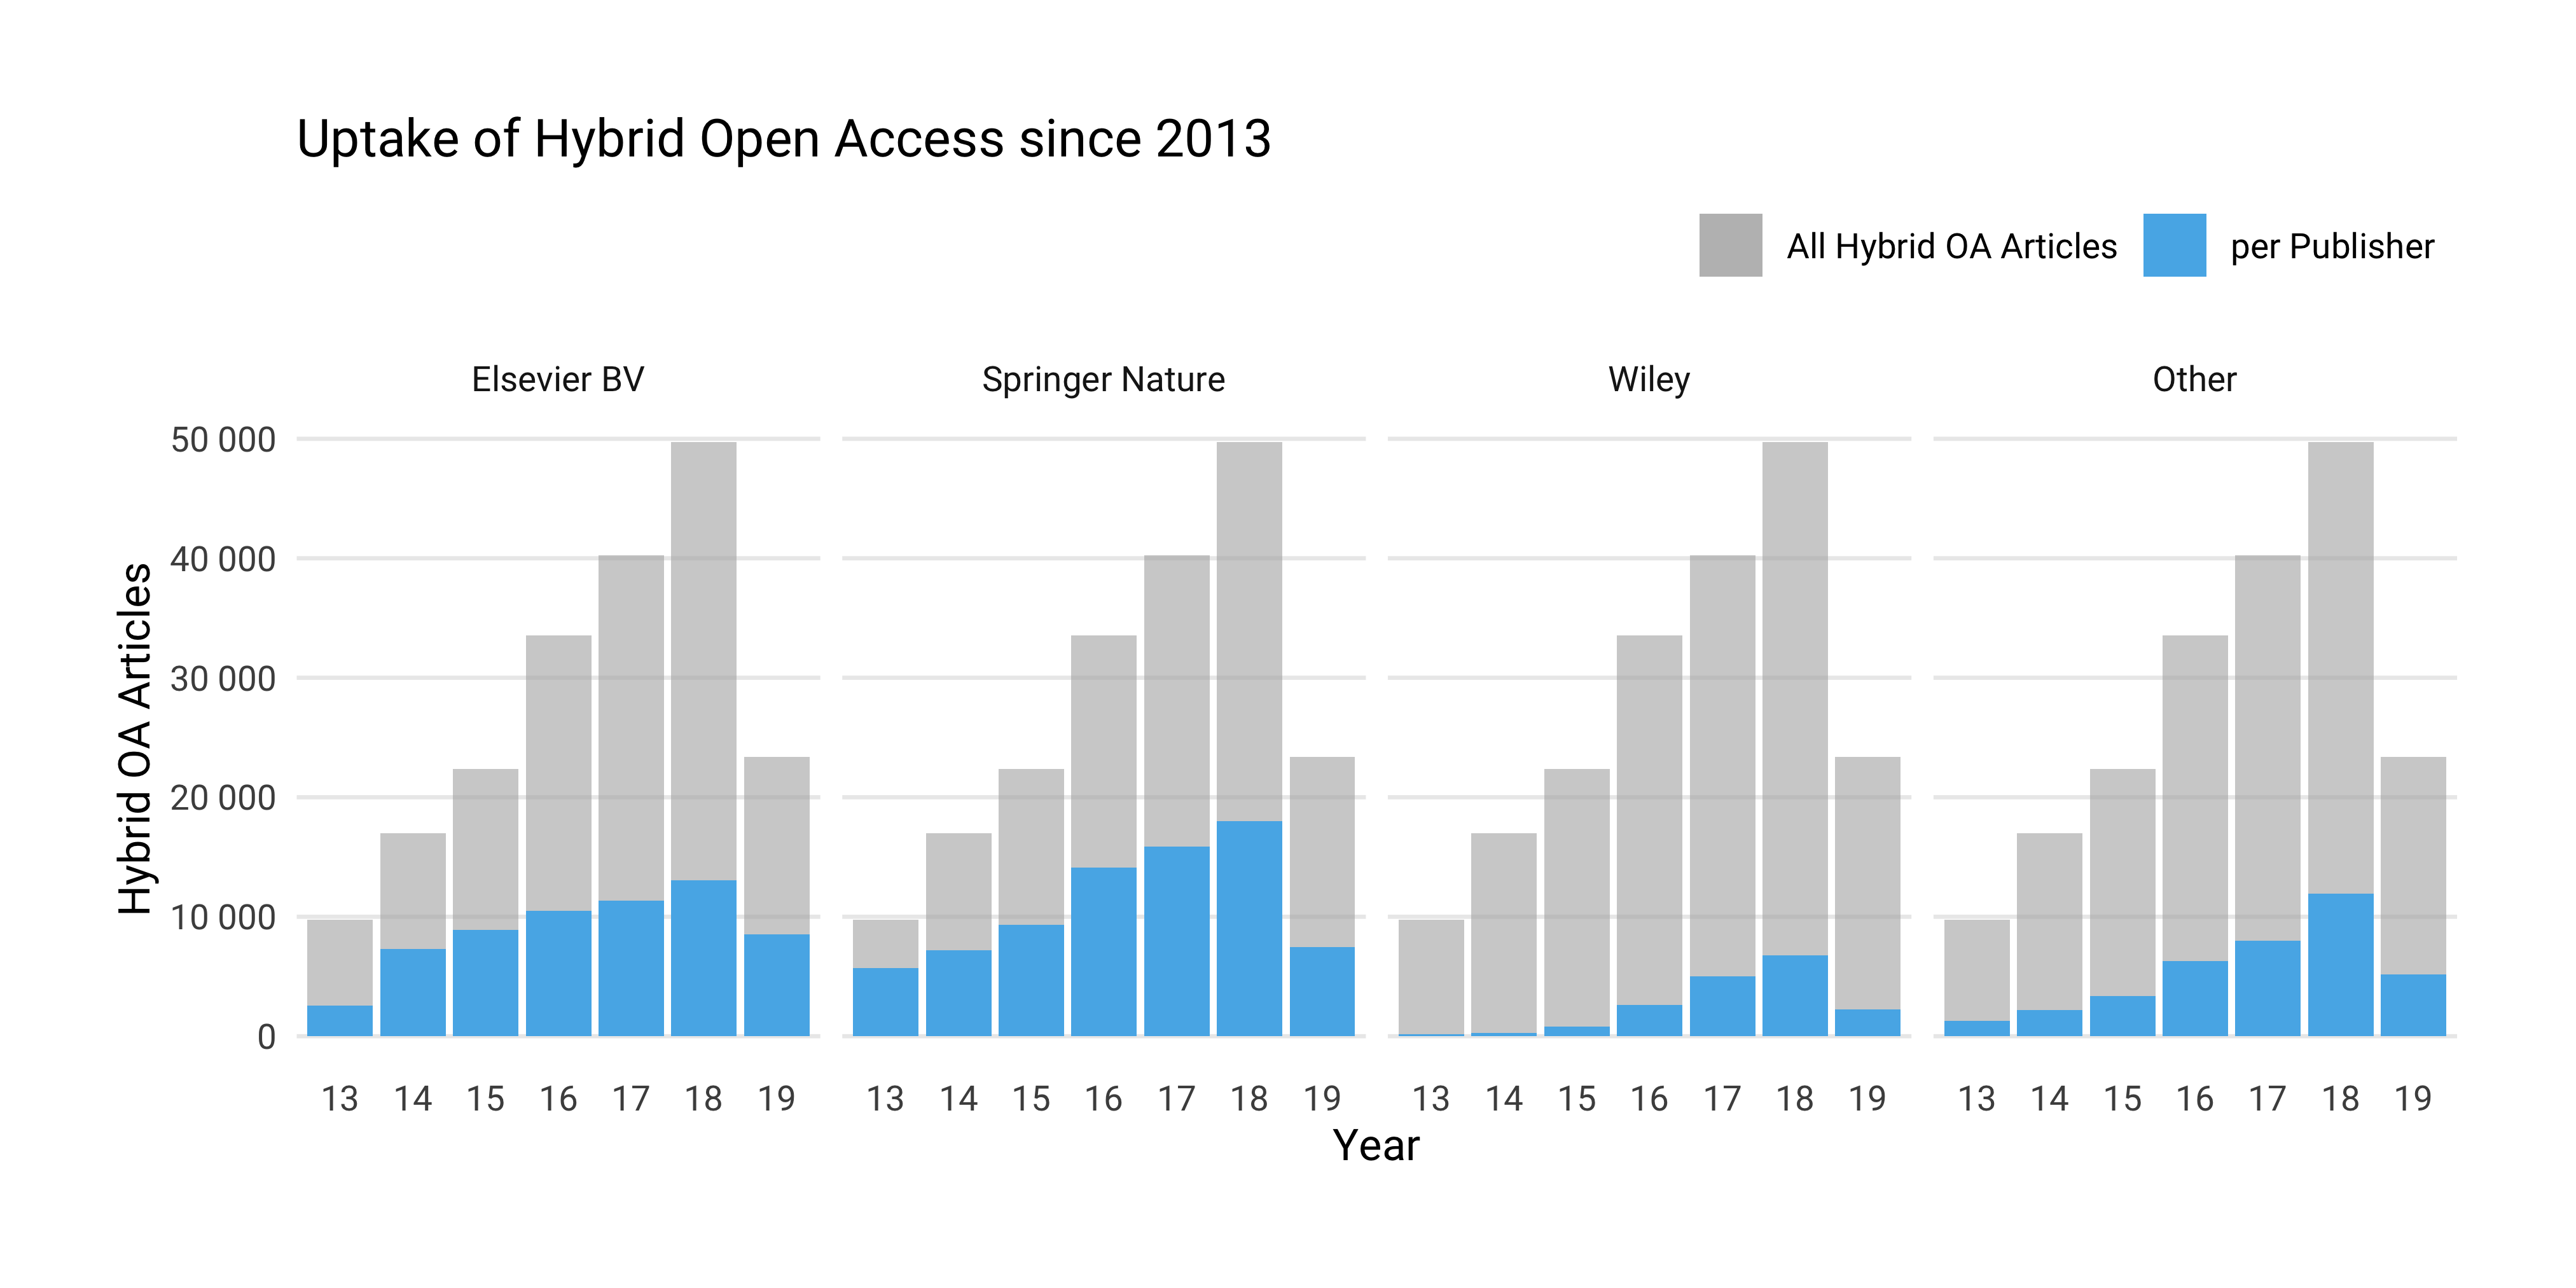 Uptake of Hybrid Open Access since 2013
All Hybrid OA Articles per Publisher
Elsevier BV Springer Nature Wiley Other
Hybrid OA Articles
50 000
40 000
30 000
20 000
10 000
0
13 14 15 16 17 18 19 13 14 15 16 17 18 19 13 14 15 16 17 18 19 13 14 15 16 17 18 19
Year